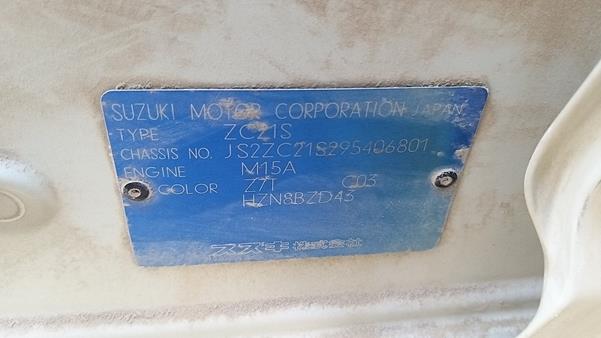 SUZUKI MOTOR CORPORATION JAPAN
TYPE ZC21S
CHASSIS NO. JS2ZC21S295406801
ENGINE M15A
COLOR Z7T C03
HZN8BZD43
スズキ株式会社